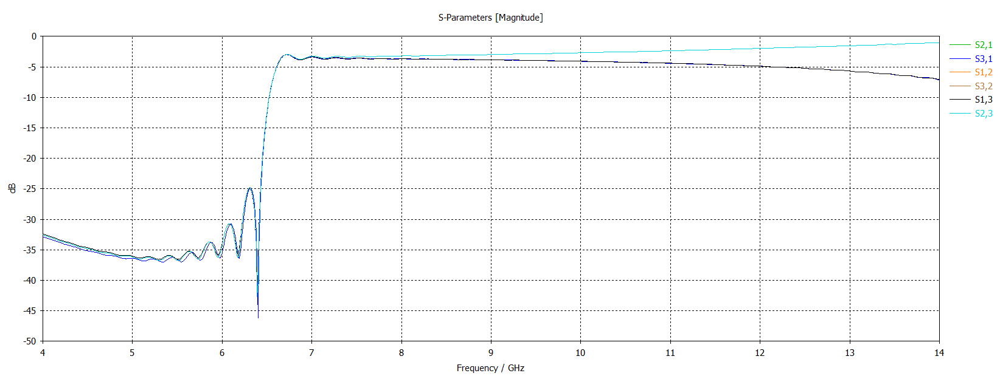 S-Parameters [Magnitude]
0
-5
-10
-15
-20
-25
-30
-35
-40
-45
-50
dB
4 5 6 7 8 9 10 11 12 13 14
Frequency / GHz
S2,1
S3,1
S1,2
S3,2
S1,3
S2,3